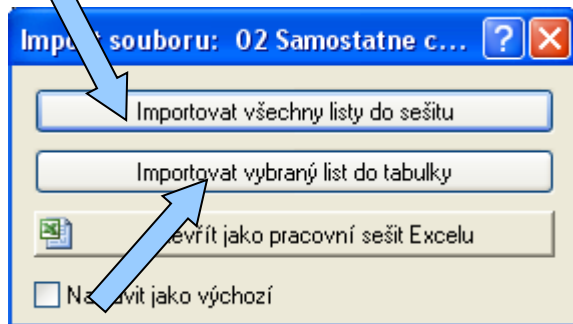 Import souboru: 02 Samostatne c...
Importovat všechny listy do sešitu
Importovat vybraný list do tabulky
jako pracovní sešit Excelu
jako výchozí